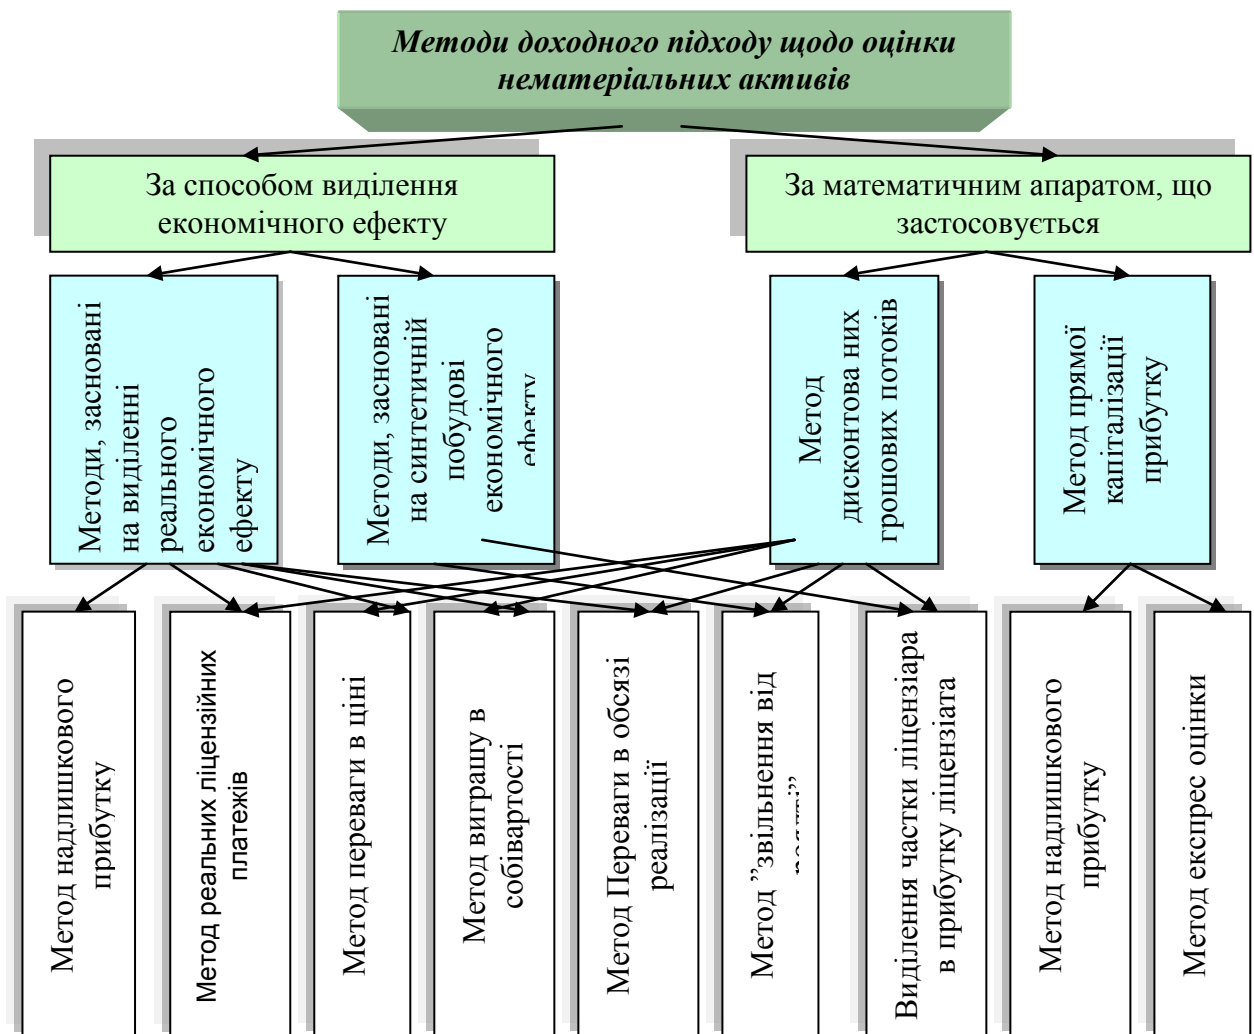 Методи доходного підходу щодо оцінки
нематеріальних активів
За способом виділення
економічного ефекту
За математичним апаратом, що
застосовується
Методи, засновані
на виділенні
реального
економічного
ефекту
Методи, засновані
на синтетичній
побудові
економічного
ефекту
Метод
дисконтова них
грошових потоків
Метод прямої
капіталізації
прибутку
Метод надлишкового
прибутку
Метод реальних ліцензійних
платежів
Метод переваги в ціні
Метод виграшу в
собівартості
Метод Переваги в обсязі
реалізації
Метод ”звільнення від
Виділення частки ліцензіара
в прибутку ліцензіата
Метод надлишкового
прибутку
Метод експрес оцінки